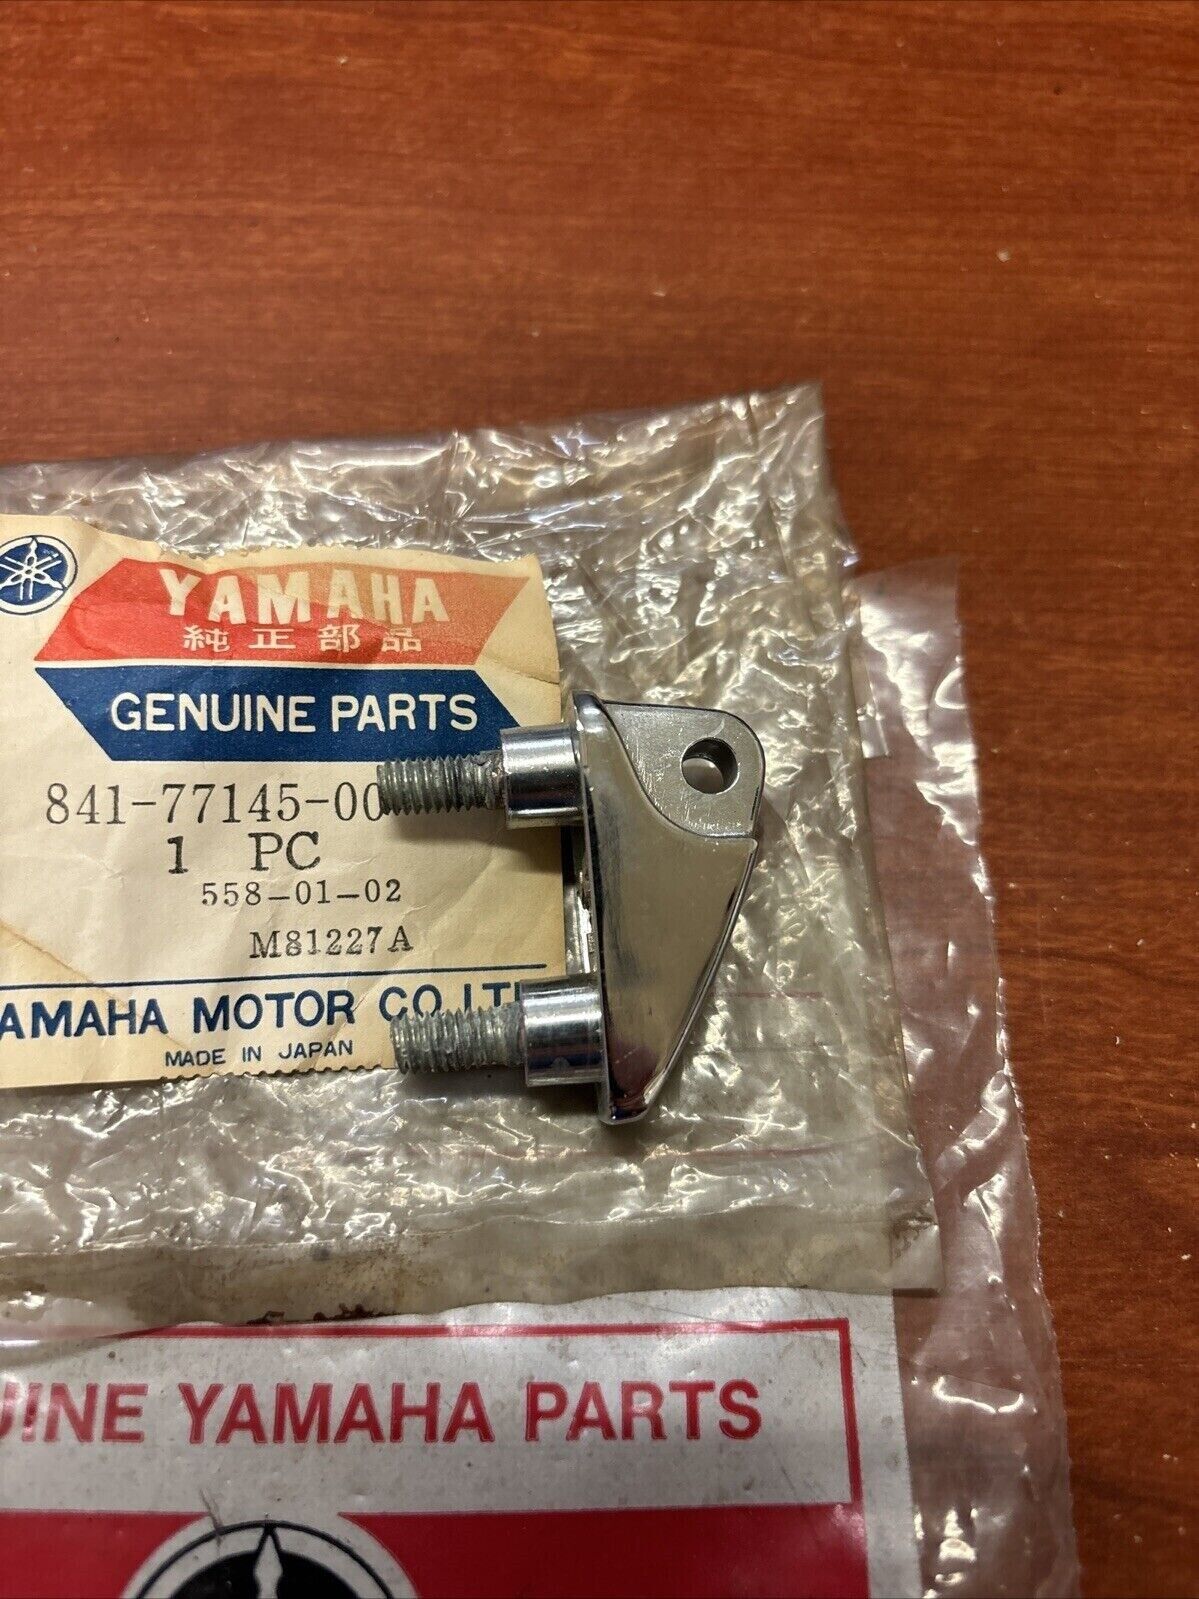 YAMAHA
純正部品
GENUINE PARTS
841-77145-00
1 PC
558-01-02
M81227A
YAMAHA MOTOR CO.,LT
MADE IN JAPAN
UINE YAMAHA PARTS